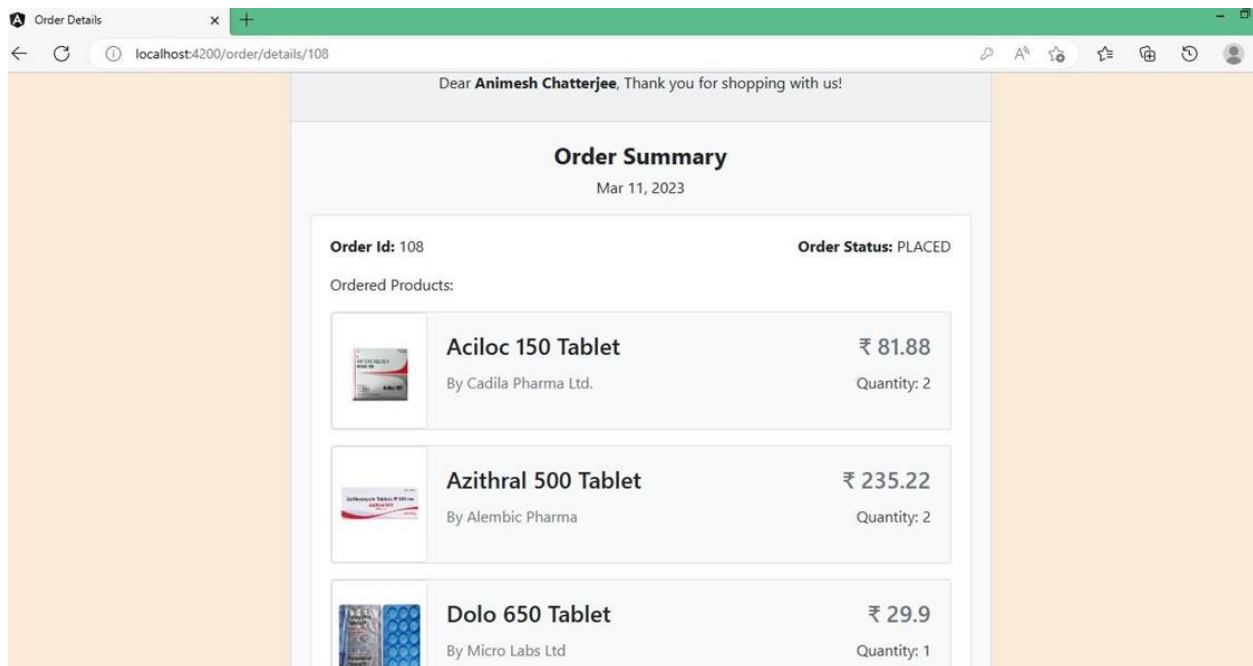 Order Details
localhost:4200/order/details/108
Dear Animesh Chatterjee, Thank you for shopping with us!
Order Summary
Mar 11, 2023
Order Id: 108 Order Status: PLACED
Ordered Products:
Aciloc 150 Tablet ₹ 81.88
By Cadila Pharma Ltd. Quantity: 2
Azithral 500 Tablet ₹ 235.22
By Alembic Pharma Quantity: 2
Dolo 650 Tablet ₹ 29.9
By Micro Labs Ltd Quantity: 1